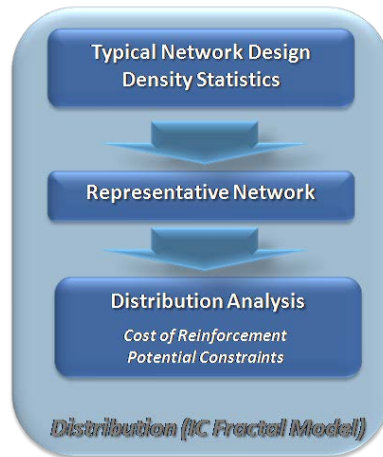 Typical Network Design
Density Statistics
Representative Network
Distribution Analysis
Cost of Reinforcement
Potential Constraints
Distribution (IC Fractal Model)